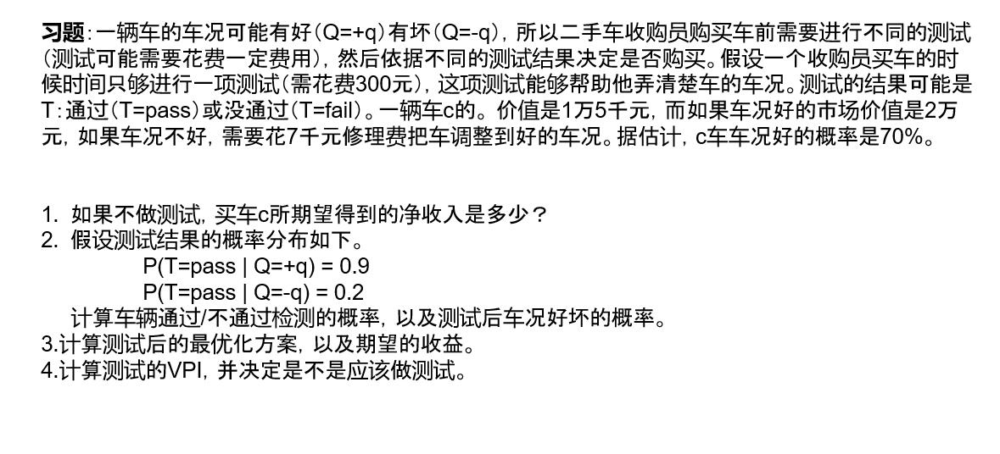 习题:一辆车的车况可能有好(Q=+q)有坏(Q=-q)，所以二手车收购员购买车前需要进行不同的测试
(测试可能需要花费一定费用)，然后依据不同的测试结果决定是否购买。假设一个收购员买车的时
候时间只够进行一项测试(需花费300元)，这项测试能够帮助他弄清楚车的车况。测试的结果可能是
T:通过(T=pass)或没通过(T=fail)。一辆车c的。价值是1万5千元，而如果车况好的市场价值是2万
元，如果车况不好，需要花7千元修理费把车调整到好的车况。据估计，c车车况好的概率是70%。
1. 如果不做测试，买车c所期望得到的净收入是多少？
2. 假设测试结果的概率分布如下。
P(T=pass | Q=+q) = 0.9
P(T=pass | Q=-q) = 0.2
计算车辆通过/不通过检测的概率，以及测试后车况好坏的概率。
3.计算测试后的最优化方案，以及期望的收益。
4.计算测试的VPI，并决定是不是应该做测试。